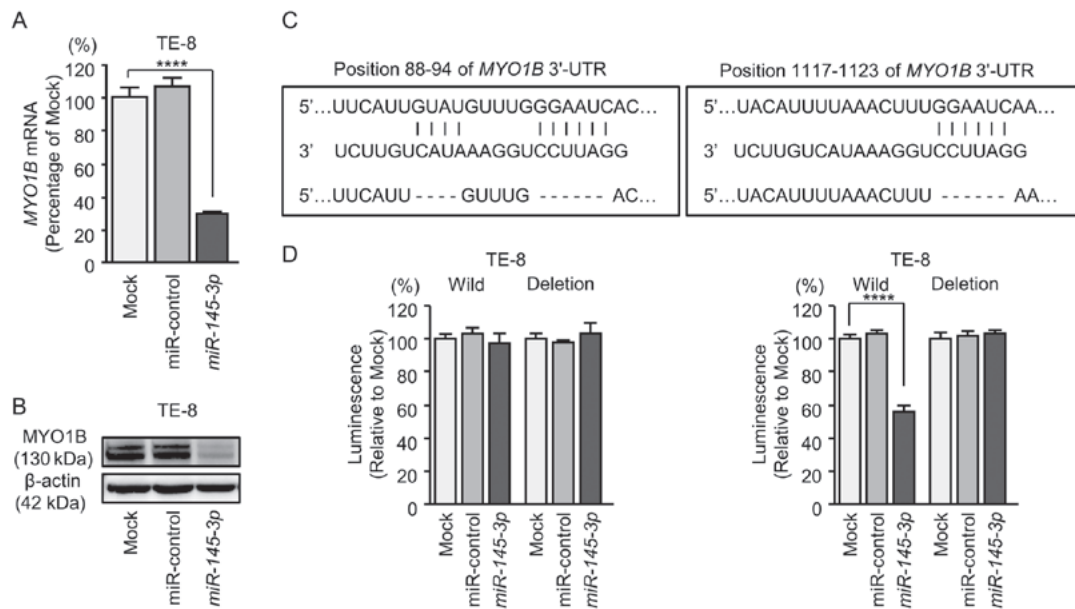 A
TE-8
(%)
****
120
100
80
60
40
20
0
MYO1B mRNA
(Percentage of Mock)
Mock
miR-control
miR-145-3p
B
TE-8
MYO1B
(130 kDa)
β-actin
(42 kDa)
Mock
miR-control
miR-145-3p
C
Position 88-94 of MYO1B 3'-UTR
5'...UUCAUUGUAUGUUUGGGAAUCAC...
3' UCUUGUCAUAAAGGUCCUUAGG
5'...UUCAUU----GUUUG ------ AC...
Position 1117-1123 of MYO1B 3'-UTR
5'...UACAUUUUAAACUUUGGAAUCAA...
3' UCUUGUCAUAAAGGUCCUUAGG
5'...UACAUUUUAAACUUU ------ AA...
D
TE-8
(%) Wild Deletion
120
100
80
60
40
20
0
Luminescence
(Relative to Mock)
Mock
miR-control
miR-145-3p
Mock
miR-control
miR-145-3p
TE-8
(%) Wild Deletion
****
120
100
80
60
40
20
0
Luminescence
(Relative to Mock)
Mock
miR-control
miR-145-3p
Mock
miR-control
miR-145-3p